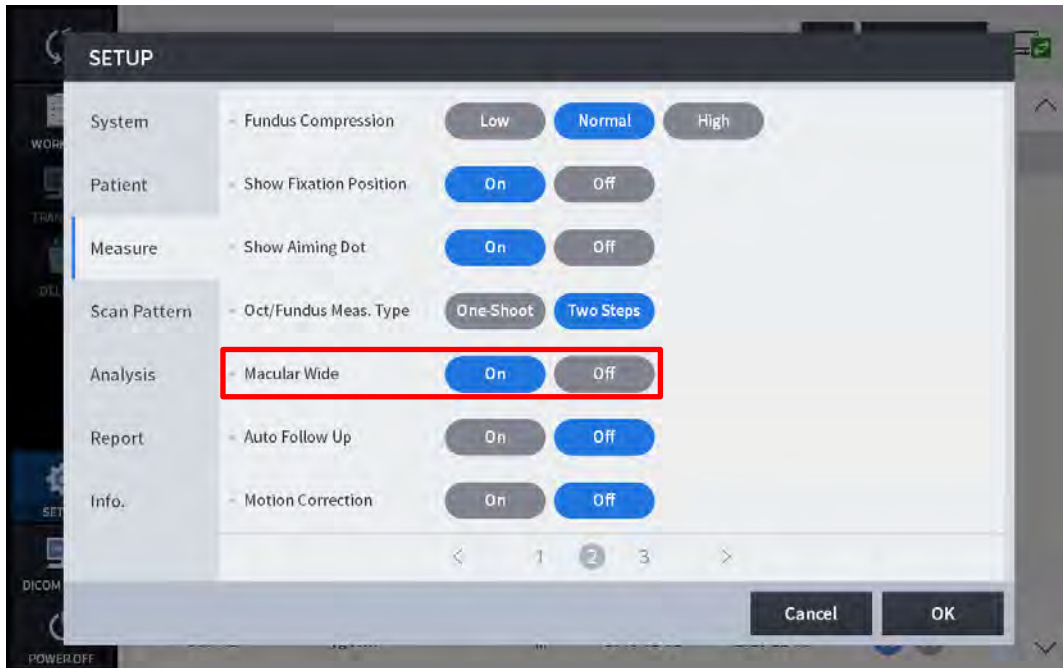 SETUP
System
Patient
Measure
Scan Pattern
Analysis
Report
Info.
- Fundus Compression Low Normal High
- Show Fixation Position On Off
- Show Aiming Dot On Off
- Oct/Fundus Meas. Type One-Shoot Two Steps
- Macular Wide On Off
- Auto Follow Up On Off
- Motion Correction On Off
< 1 2 3 >
Cancel OK
DICOM
POWER OFF